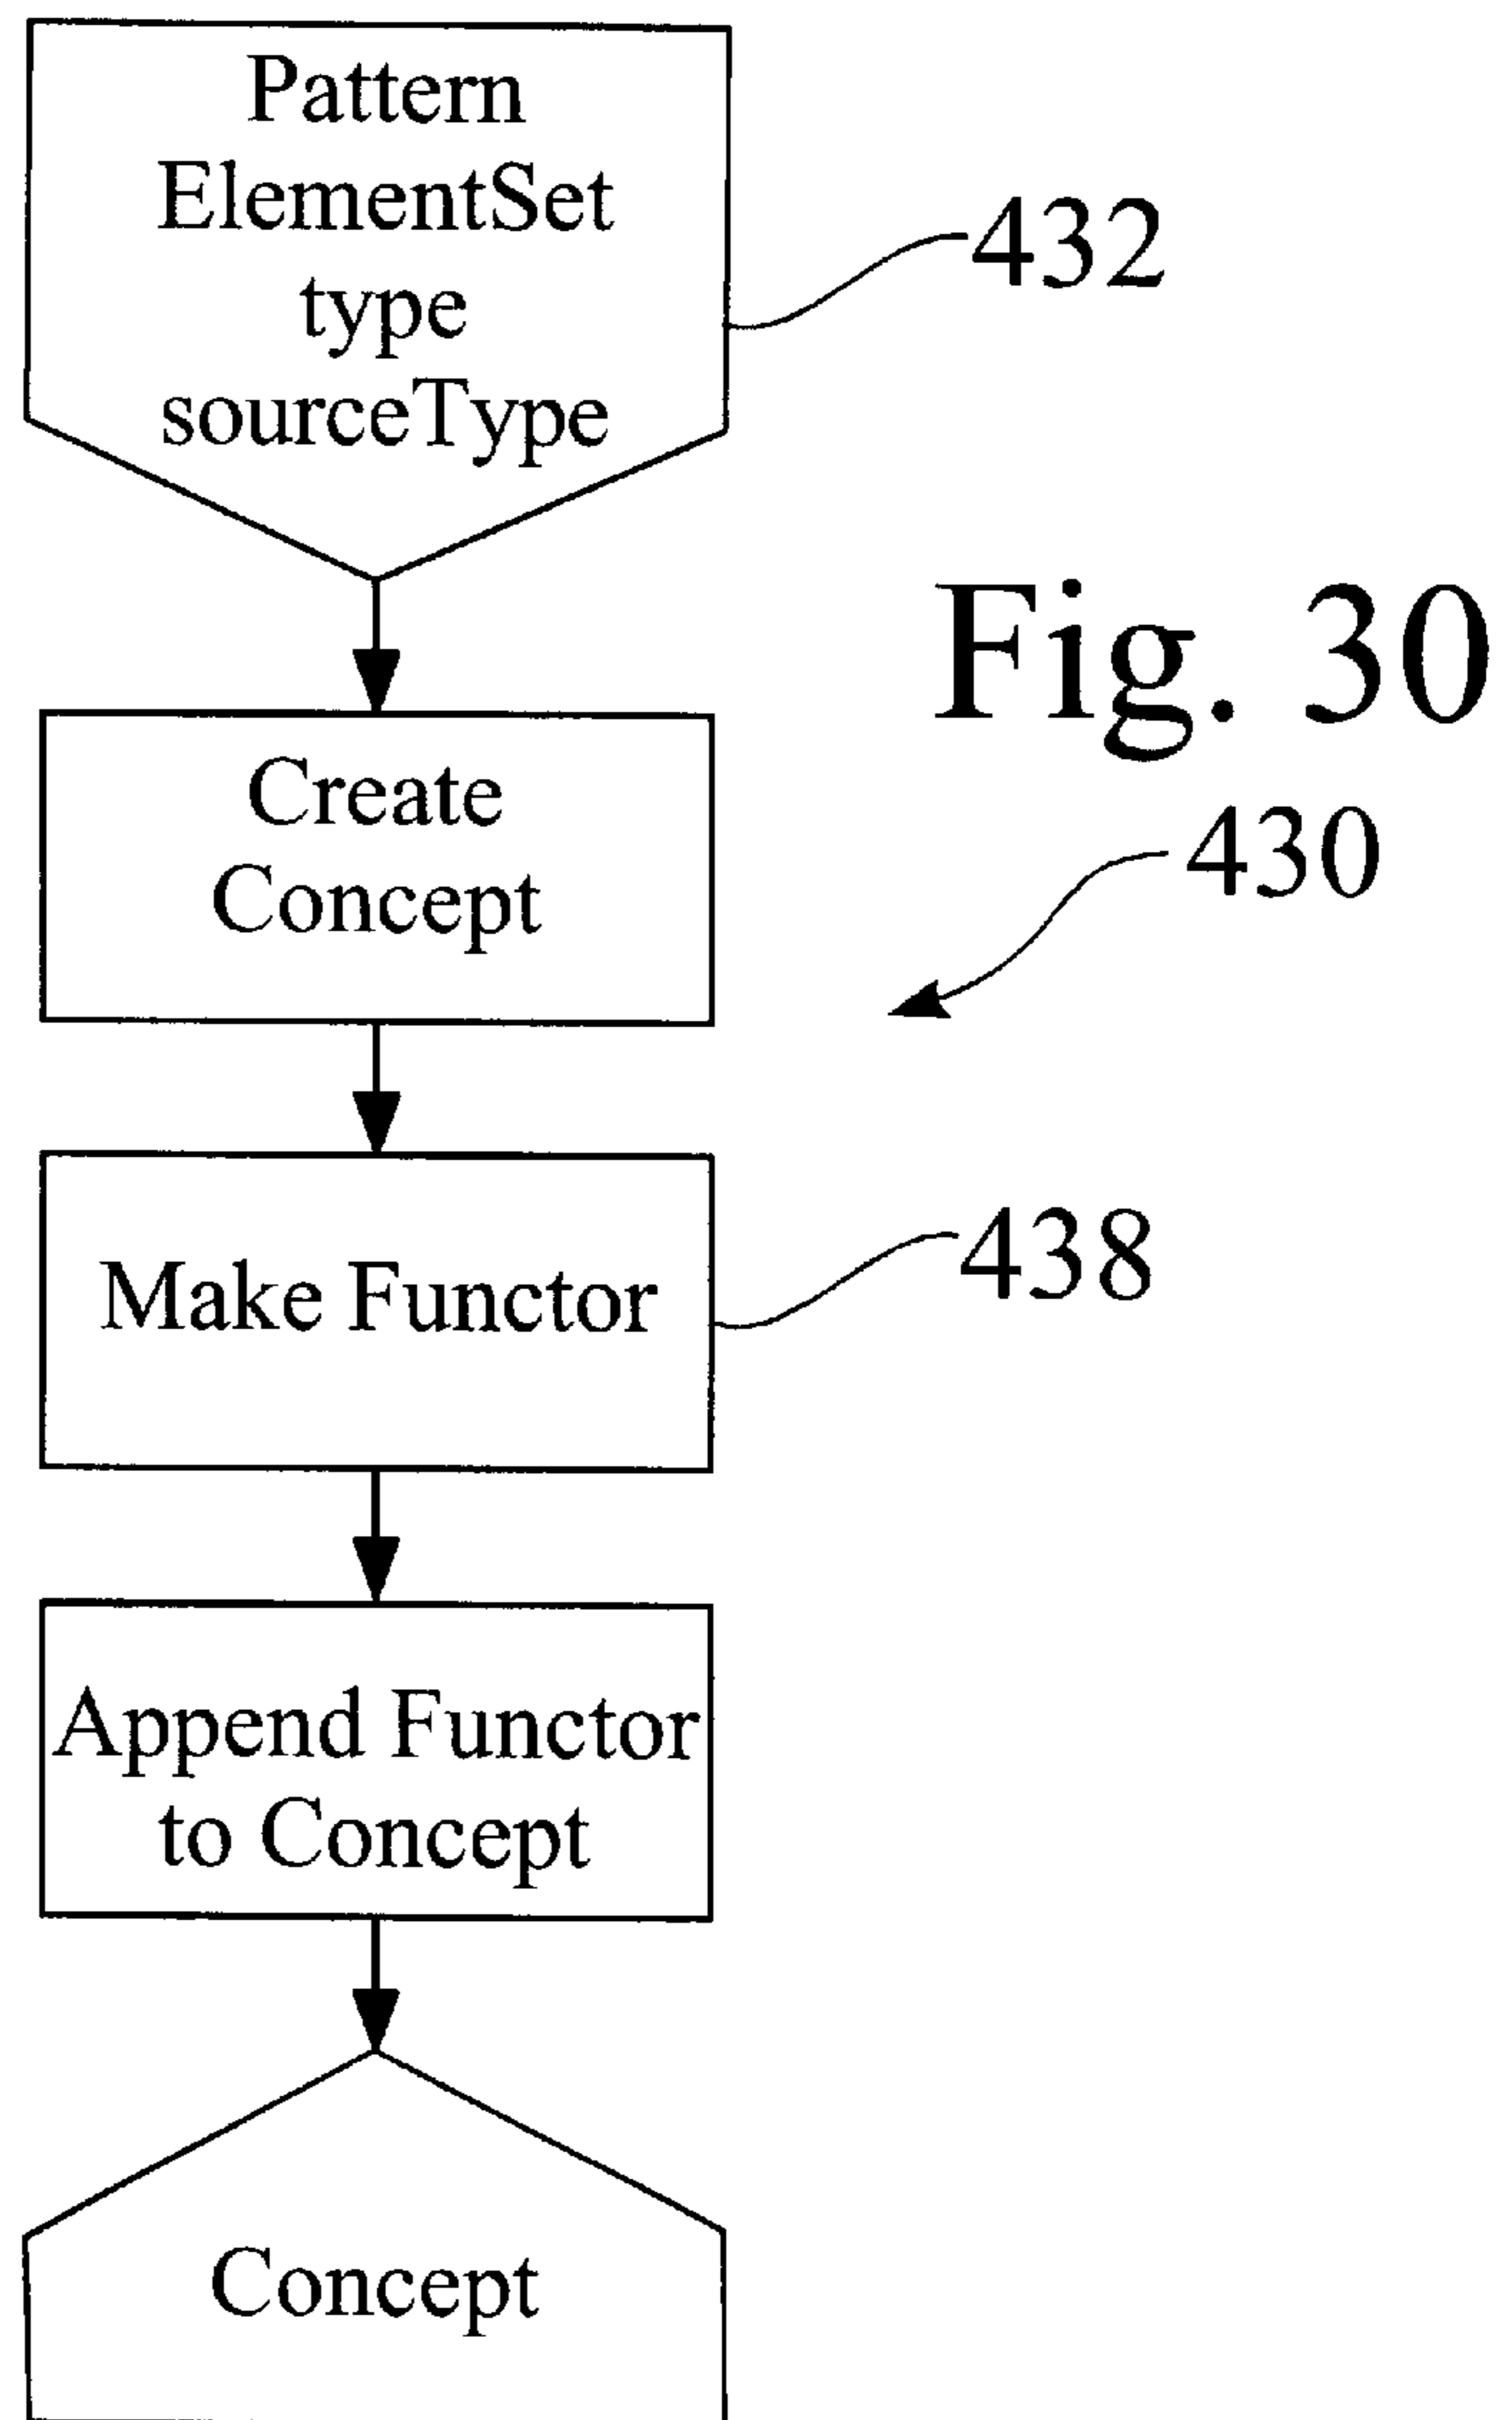 Pattern
ElementSet
type
sourceType
432
Fig. 30
Create
Concept
430
Make Functor
438
Append Functor
to Concept
Concept